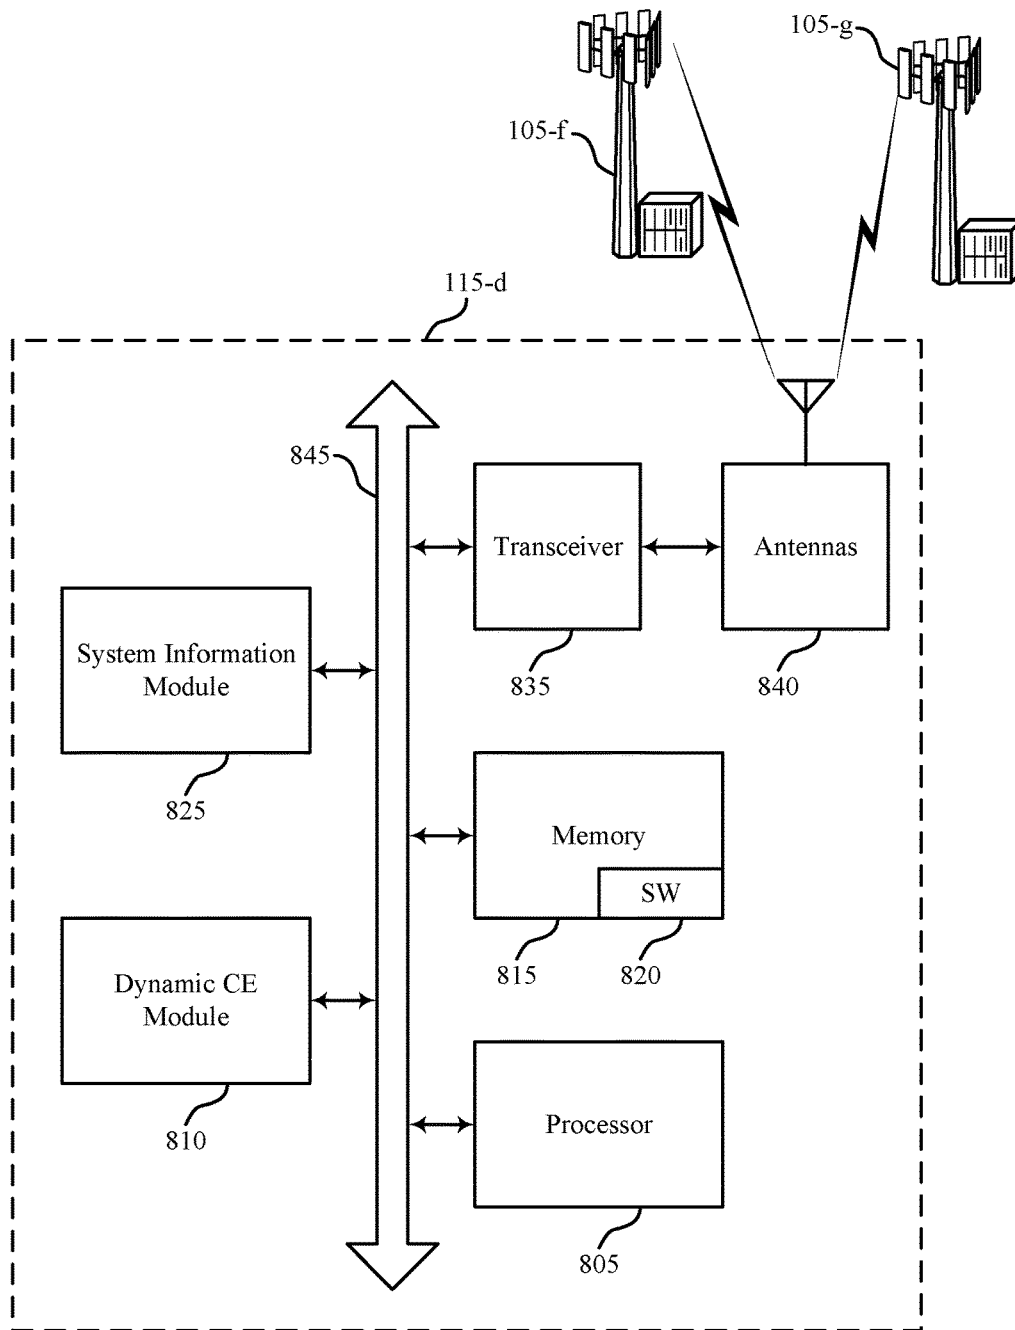 105-g
105-f
115-d
845
Transceiver
Antennas
835
840
System Information
Module
825
Memory
SW
815
820
Dynamic CE
Module
810
Processor
805